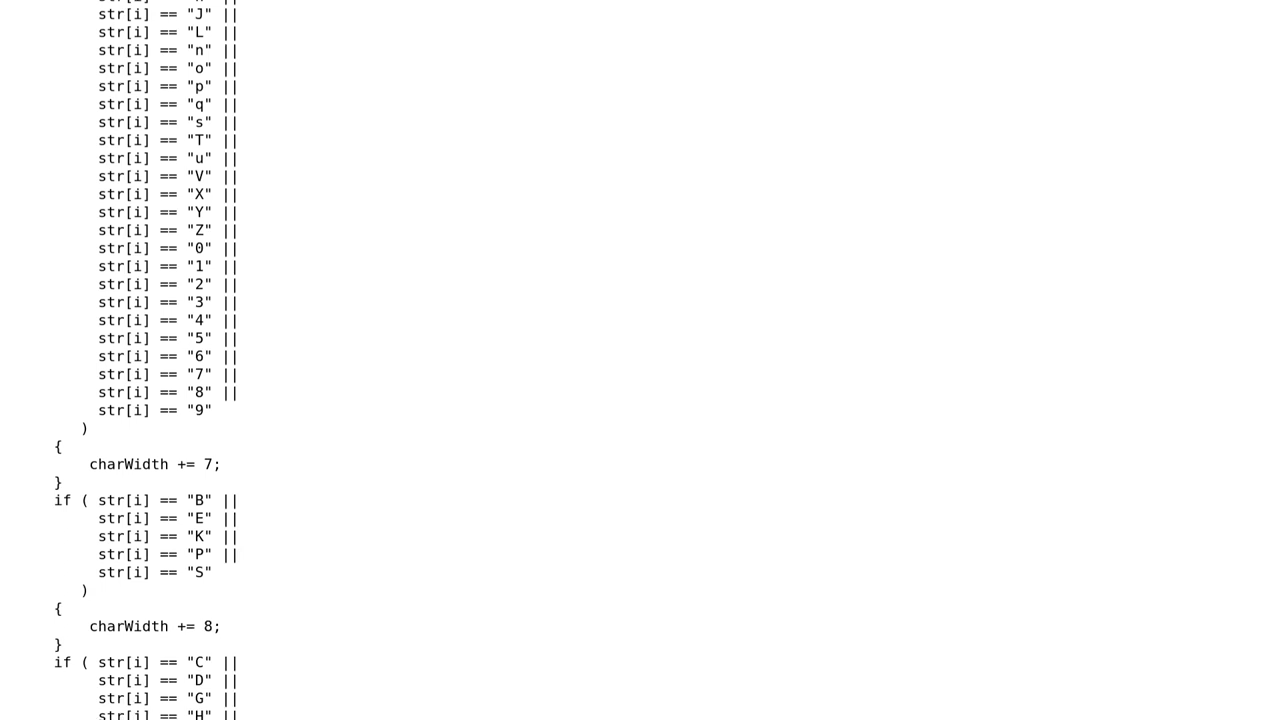 str[i] == "J" ||
str[i] == "L" ||
str[i] == "n" ||
str[i] == "o" ||
str[i] == "p" ||
str[i] == "q" ||
str[i] == "s" ||
str[i] == "T" ||
str[i] == "u" ||
str[i] == "V" ||
str[i] == "X" ||
str[i] == "Y" ||
str[i] == "Z" ||
str[i] == "0" ||
str[i] == "1" ||
str[i] == "2" ||
str[i] == "3" ||
str[i] == "4" ||
str[i] == "5" ||
str[i] == "6" ||
str[i] == "7" ||
str[i] == "8" ||
str[i] == "9"
)
{
charWidth += 7;
}
if ( str[i] == "B" ||
str[i] == "E" ||
str[i] == "K" ||
str[i] == "P" ||
str[i] == "S"
)
{
charWidth += 8;
}
if ( str[i] == "C" ||
str[i] == "D" ||
str[i] == "G" ||
str[i] == "H" ||